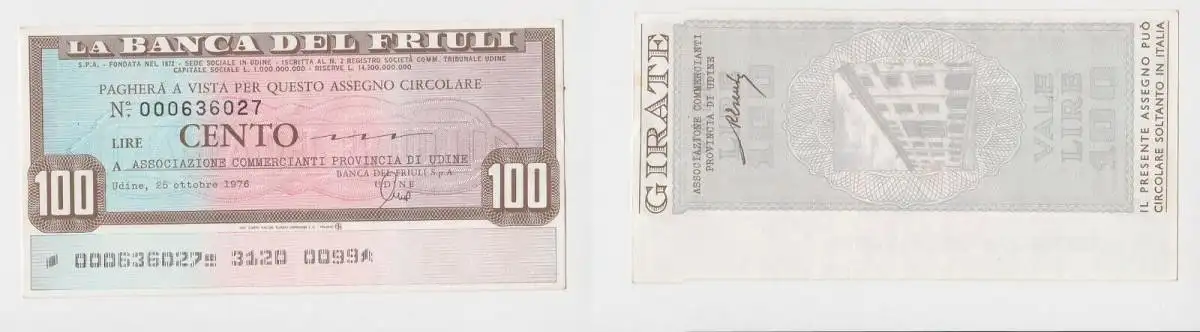 LA BANCA DEL FRIULI
S.P.A. - FONDATA NEL 1872 - SEDE SOCIALE IN UDINE - ISCRITTA AL N. 2 REGISTRO SOCIETÀ COMM. TRIBUNALE UDINE
CAPITALE SOCIALE L. 1.000.000.000 - RISERVE L. 14.300.000.000
PAGHERÀ A VISTA PER QUESTO ASSEGNO CIRCOLARE
N° 000636027
LIRE CENTO
A ASSOCIAZIONE COMMERCIANTI PROVINCIA DI UDINE
BANCA DEL FRIULI S.p.A.
Udine, 25 ottobre 1976
UDINE
100
100
000636027 3120 0099
GIRATE
ASSOCIAZIONE COMMERCIANTI
PROVINCIA DI UDINE
VALE
LIRE
100
IL PRESENTE ASSEGNO PUÒ
CIRCOLARE SOLTANTO IN ITALIA